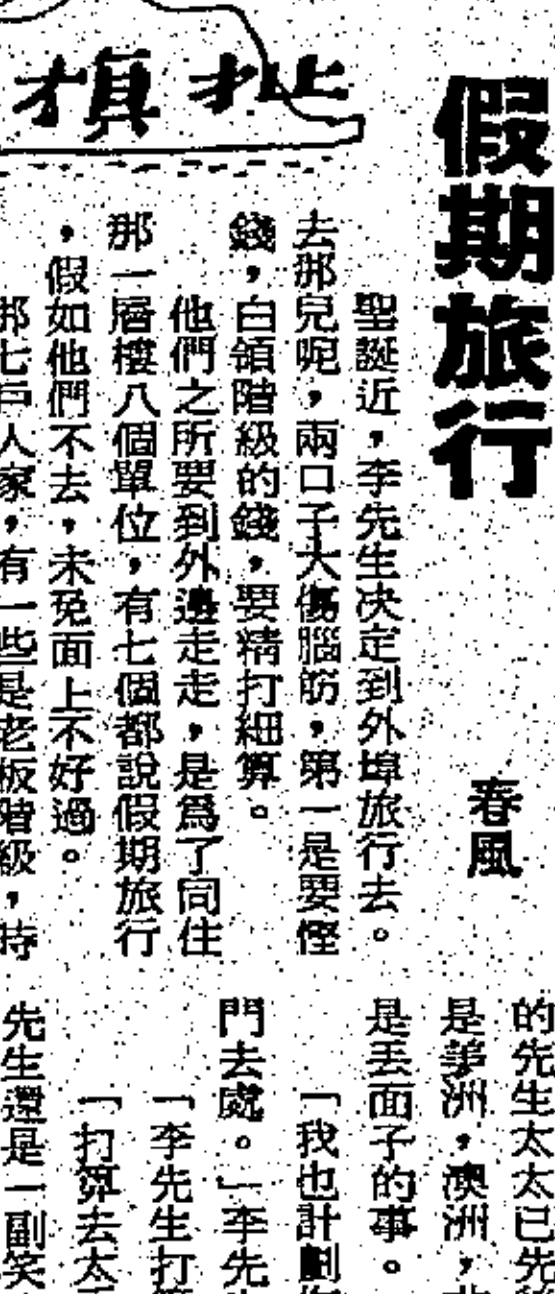 假期旅行
春風
聖誕近，李先生决定到外埠旅行去。
去那兒呢，兩口子大傷腦筋，第一是要慳
錢，白領階級的錢，要精打細算。
他們之所要到外邊走走，是爲了同住
那一層樓八個單位，有七個都說假期旅行
，假如他們不去，未免面上不好過。
那七戶人家，有一些是老板階級，時
的先生太太已先後
是美洲，澳洲，
是丟面子的事。
「我也計劃
門去處。」李先
「李先生打算
「打算去太
先生還是一副笑